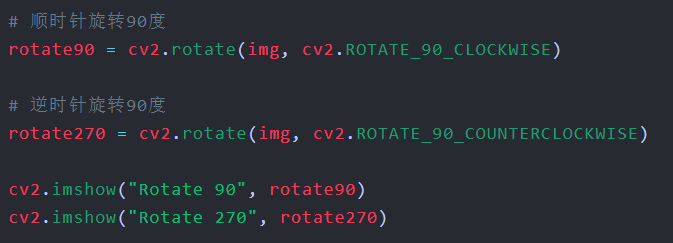 # 顺时针旋转90度
rotate90 = cv2.rotate(img, cv2.ROTATE_90_CLOCKWISE)
# 逆时针旋转90度
rotate270 = cv2.rotate(img, cv2.ROTATE_90_COUNTERCLOCKWISE)
cv2.imshow("Rotate 90", rotate90)
cv2.imshow("Rotate 270", rotate270)